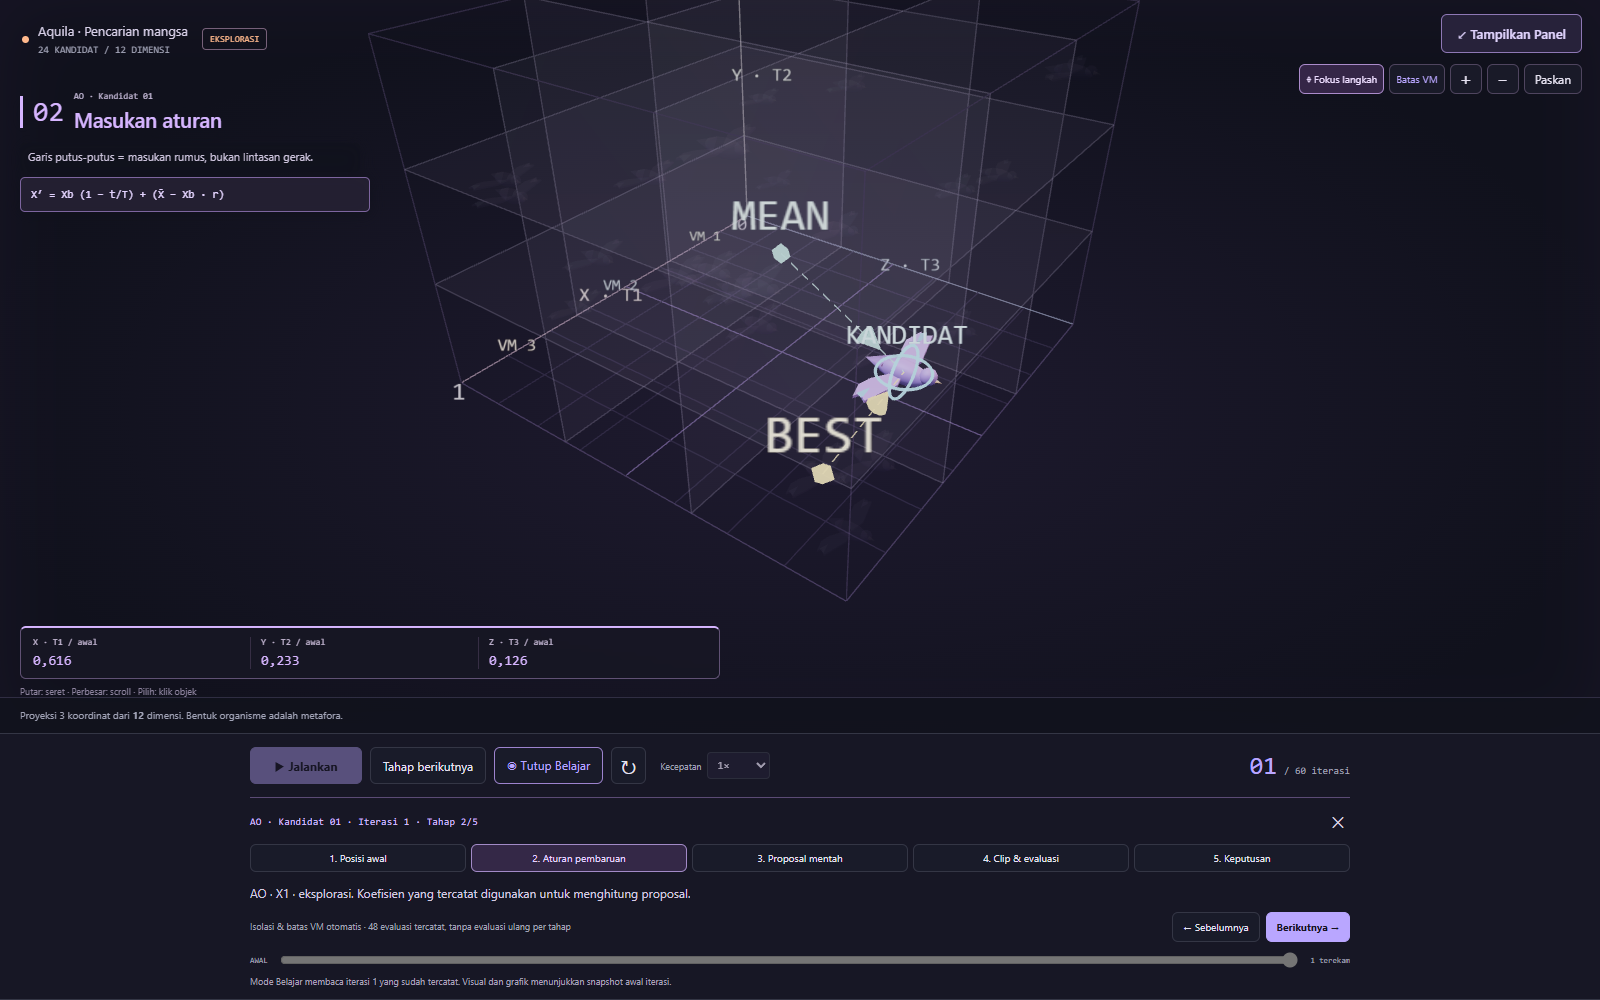 Aquila · Pencarian mangsa
24 KANDIDAT / 12 DIMENSI
EKSPLORASI
↙ Tampilkan Panel
⌖ Fokus langkah
Batas VM
+
−
Paskan
02
AO · Kandidat 01
Masukan aturan
Garis putus-putus = masukan rumus, bukan lintasan gerak.
X′ = Xb (1 − t/T) + (X̄ − Xb · r)
Y · T2
MEAN
0
VM 1
Z · T3
VM 2
X · T1
KANDIDAT
VM 3
1
BEST
X · T1 / awal
0,616
Y · T2 / awal
0,233
Z · T3 / awal
0,126
Putar: seret · Perbesar: scroll · Pilih: klik objek
Proyeksi 3 koordinat dari 12 dimensi. Bentuk organisme adalah metafora.
▶ Jalankan
Tahap berikutnya
◉ Tutup Belajar
↻
Kecepatan
1×
01 / 60 iterasi
AO · Kandidat 01 · Iterasi 1 · Tahap 2/5
×
1. Posisi awal
2. Aturan pembaruan
3. Proposal mentah
4. Clip & evaluasi
5. Keputusan
AO · X1 · eksplorasi. Koefisien yang tercatat digunakan untuk menghitung proposal.
Isolasi & batas VM otomatis · 48 evaluasi tercatat, tanpa evaluasi ulang per tahap
← Sebelumnya
Berikutnya →
AWAL
1 terekam
Mode Belajar membaca iterasi 1 yang sudah tercatat. Visual dan grafik menunjukkan snapshot awal iterasi.